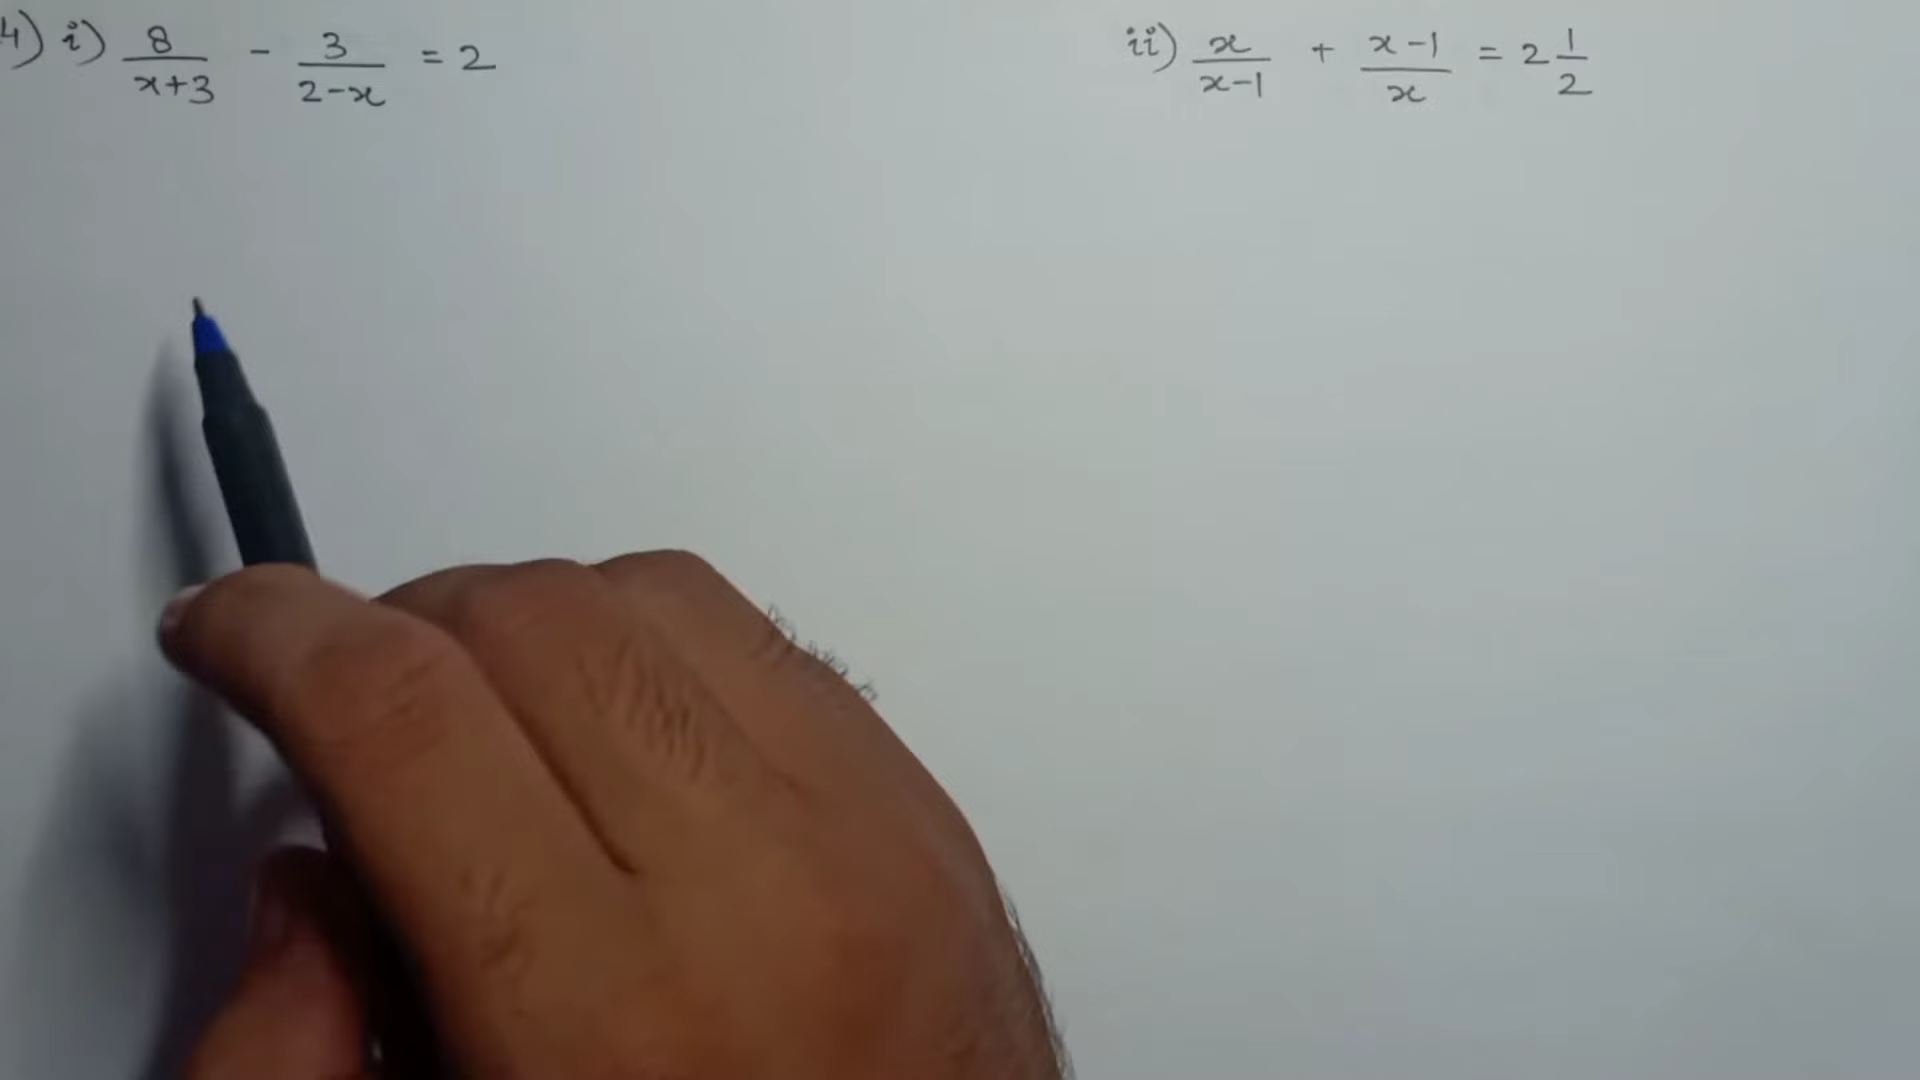 4) i) 8/(x+3) - 3/(2-x) = 2
ii) x/(x-1) + (x-1)/x = 2 1/2